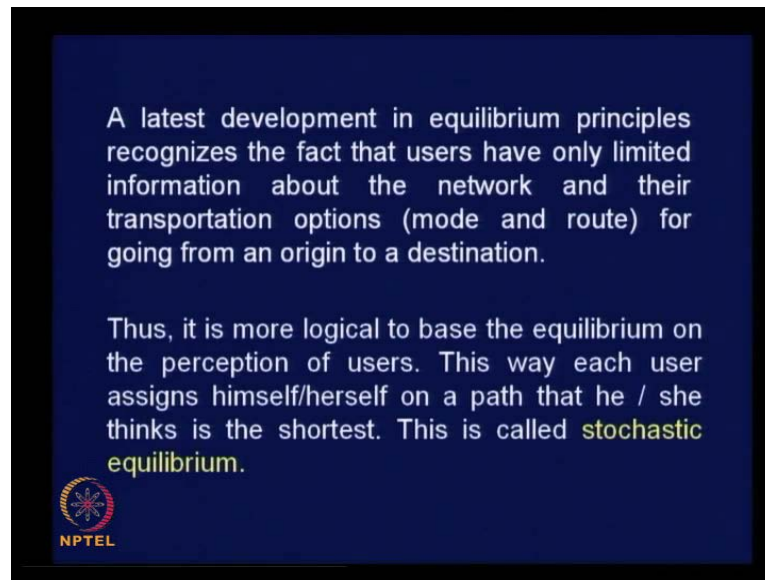 A latest development in equilibrium principles
recognizes the fact that users have only limited
information about the network and their
transportation options (mode and route) for
going from an origin to a destination.
Thus, it is more logical to base the equilibrium on
the perception of users. This way each user
assigns himself/herself on a path that he / she
thinks is the shortest. This is called stochastic
equilibrium.
NPTEL